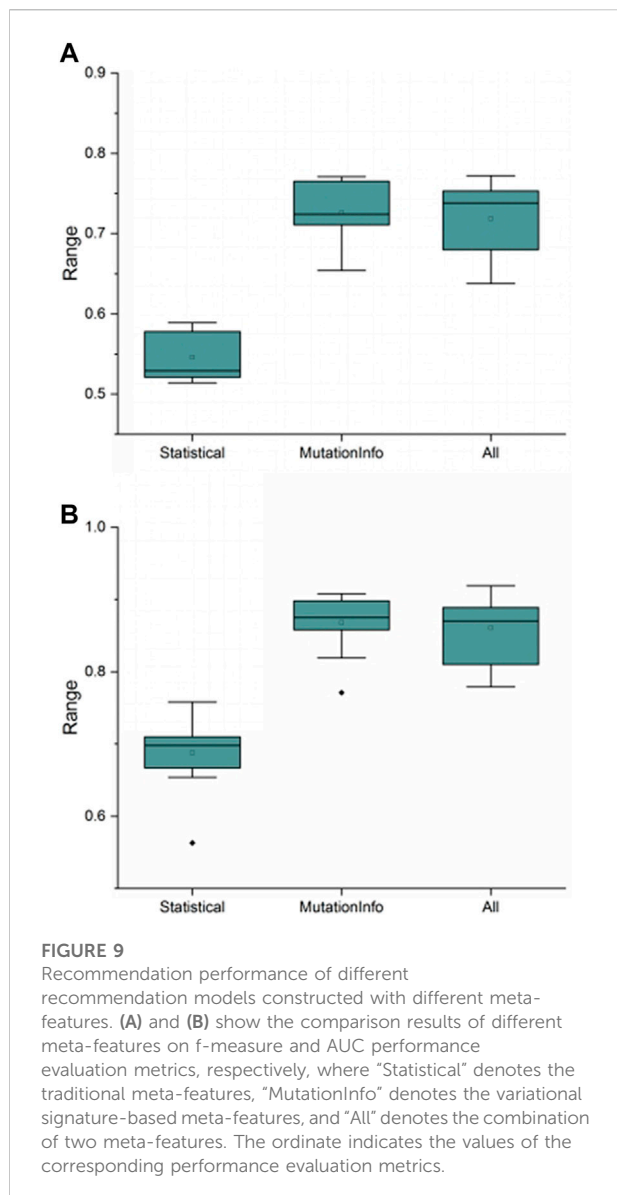 A
0.9
0.8
0.7
0.6
0.5
Range
Statistical MutationInfo All
B
1.0
0.8
0.6
Range
Statistical MutationInfo All
FIGURE 9
Recommendation performance of different
recommendation models constructed with different meta-
features. (A) and (B) show the comparison results of different
meta-features on f-measure and AUC performance
evaluation metrics, respectively, where “Statistical” denotes the
traditional meta-features, “MutationInfo” denotes the variational
signature-based meta-features, and “All” denotes the combination
of two meta-features. The ordinate indicates the values of the
corresponding performance evaluation metrics.